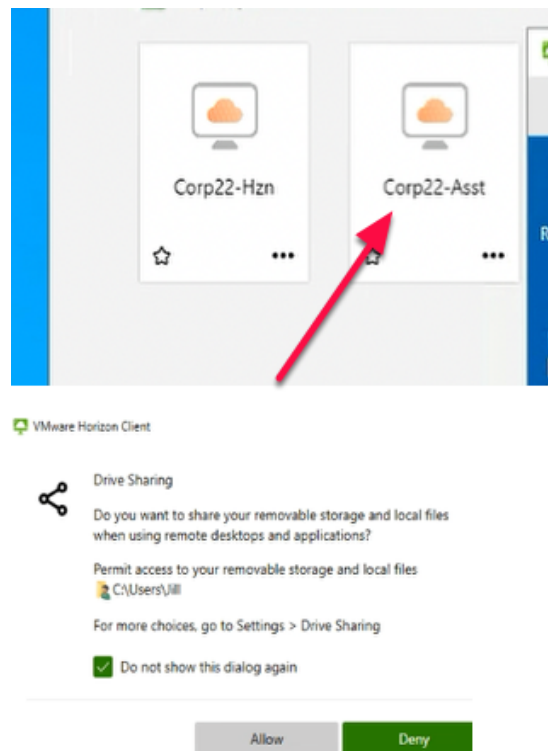 Corp22-Hzn
Corp22-Asst
R
VMware Horizon Client
Drive Sharing
Do you want to share your removable storage and local files
when using remote desktops and applications?
Permit access to your removable storage and local files
C:\Users\Jill
For more choices, go to Settings > Drive Sharing
Do not show this dialog again
Allow
Deny